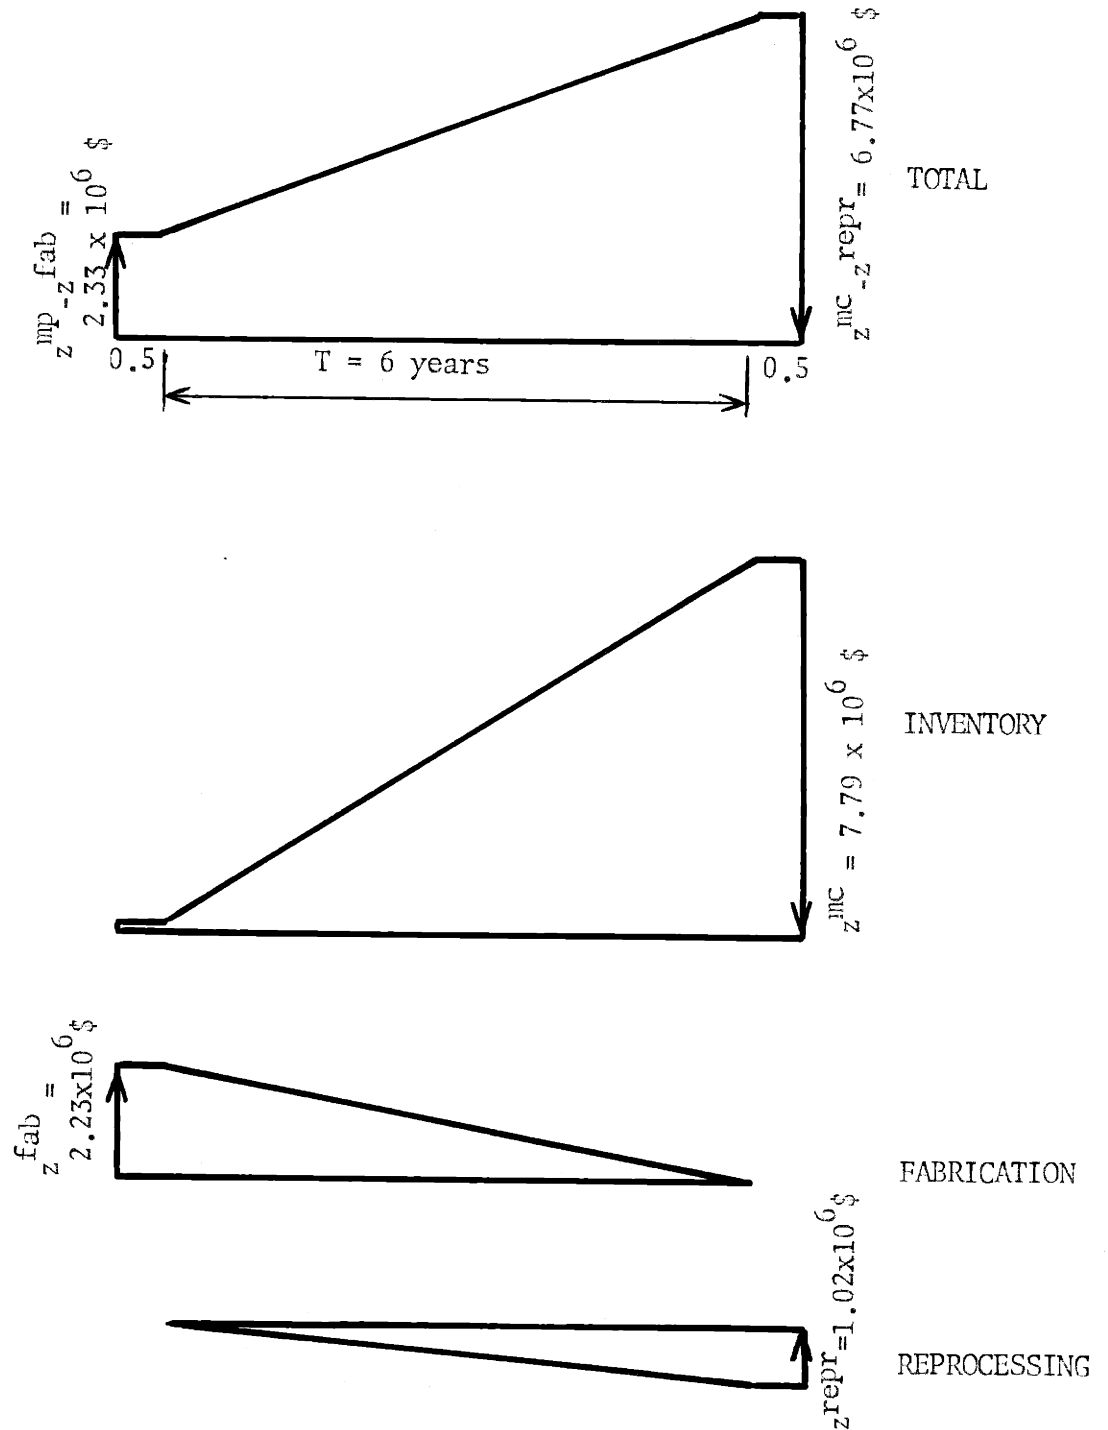 z^mp - z^fab =
2.33 x 10^6 $
z^mc - z^repr = 6.77x10^6 $
TOTAL
0.5
T = 6 years
0.5
z^mc = 7.79 x 10^6 $
INVENTORY
z^fab =
2.23x10^6 $
FABRICATION
z^repr = 1.02x10^6 $
REPROCESSING